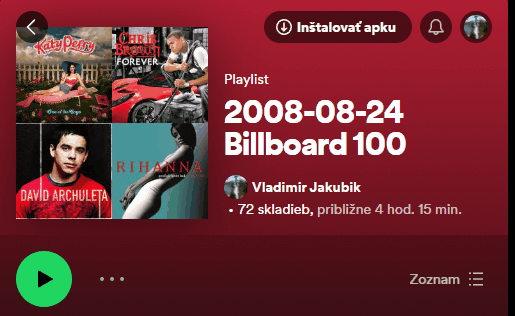 Inštalovať apku
Katy Perry
One of the Boys
CHRIS
BROWN
FOREVER
DAVID ARCHULETA
RIHANNA
Playlist
2008-08-24
Billboard 100
Vladimir Jakubik
• 72 skladieb, približne 4 hod. 15 min.
Zoznam